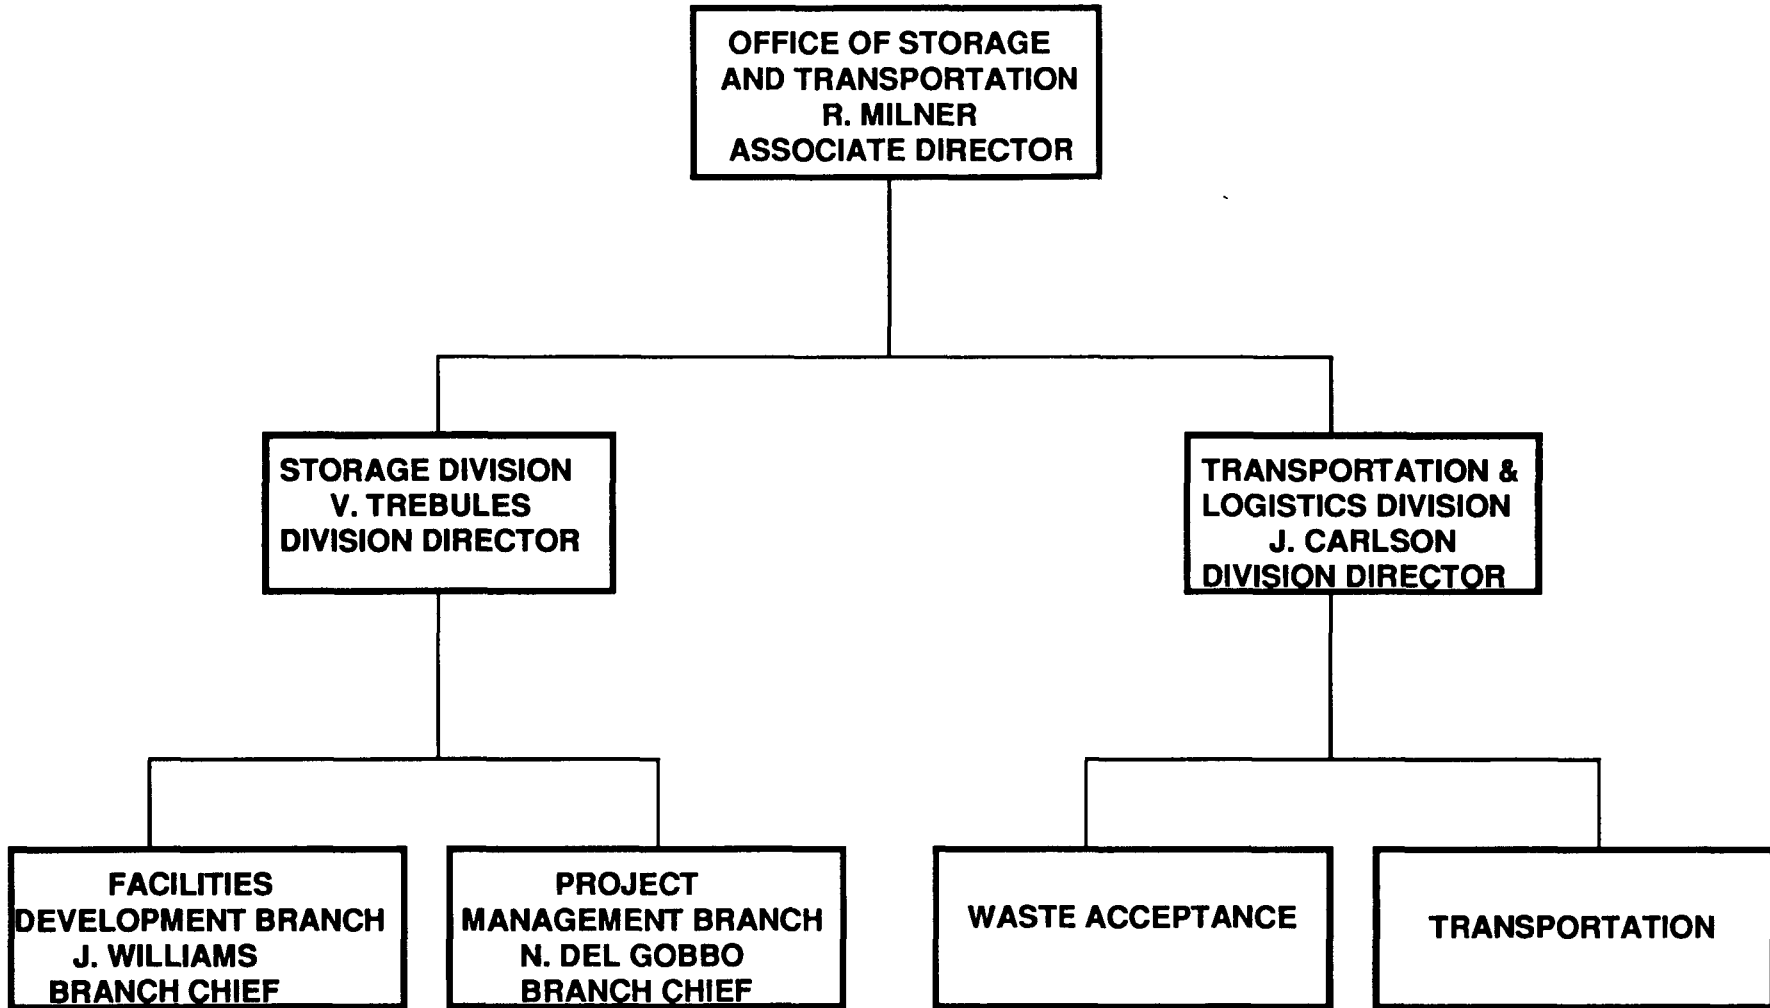 OFFICE OF STORAGE
AND TRANSPORTATION
R. MILNER
ASSOCIATE DIRECTOR
STORAGE DIVISION
V. TREBULES
DIVISION DIRECTOR
TRANSPORTATION &
LOGISTICS DIVISION
J. CARLSON
DIVISION DIRECTOR
FACILITIES
DEVELOPMENT BRANCH
J. WILLIAMS
BRANCH CHIEF
PROJECT
MANAGEMENT BRANCH
N. DEL GOBBO
BRANCH CHIEF
WASTE ACCEPTANCE
TRANSPORTATION